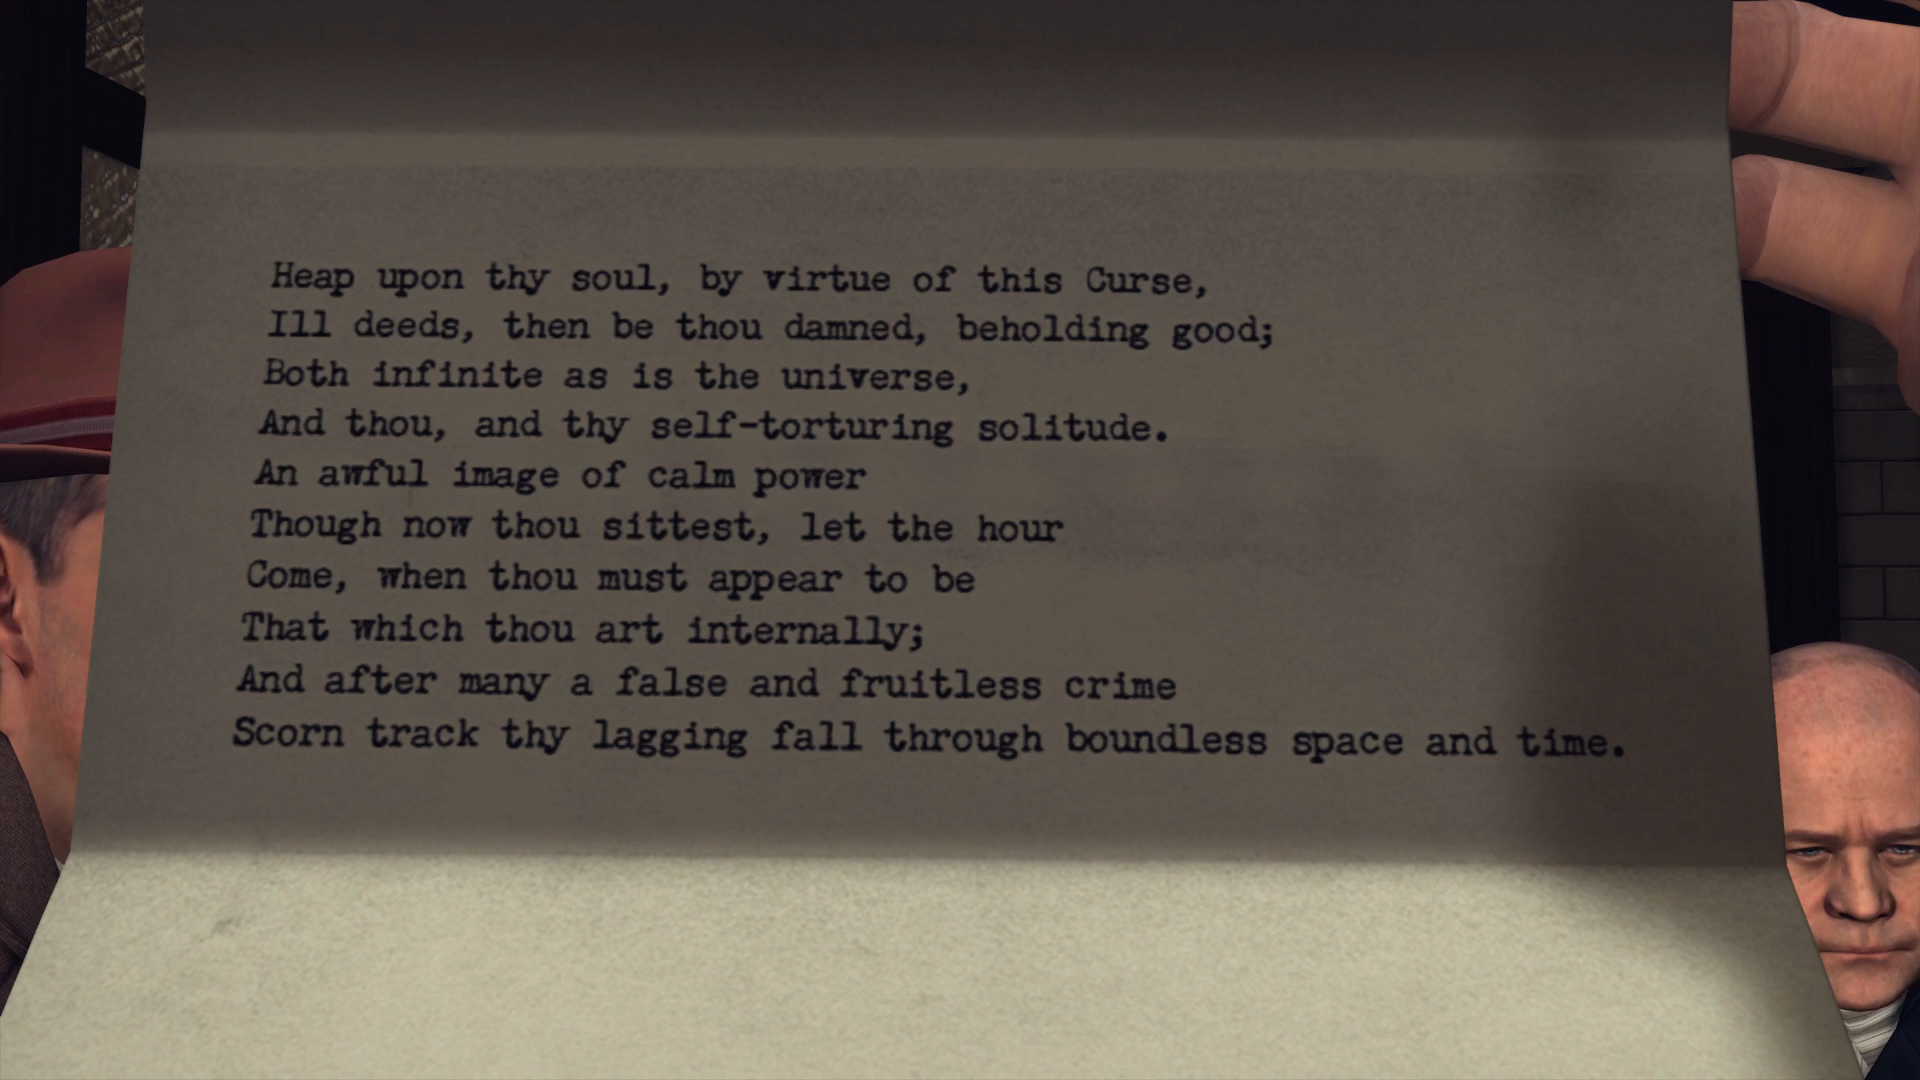 Heap upon thy soul, by virtue of this Curse,
Ill deeds, then be thou damned, beholding good;
Both infinite as is the universe,
And thou, and thy self-torturing solitude.
An awful image of calm power
Though now thou sittest, let the hour
Come, when thou must appear to be
That which thou art internally;
And after many a false and fruitless crime
Scorn track thy lagging fall through boundless space and time.